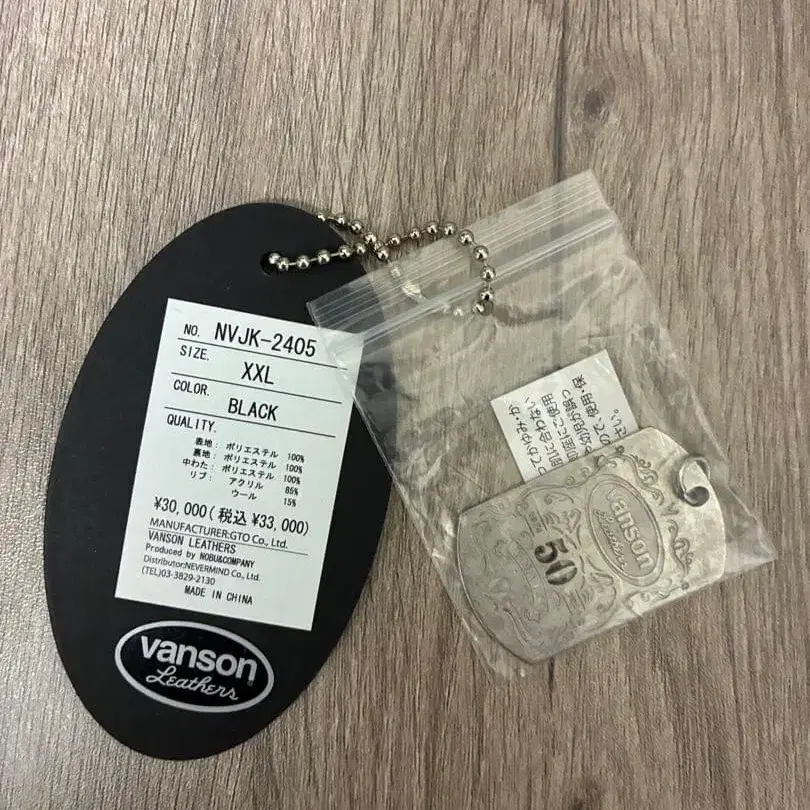 NO. NVJK-2405
SIZE. XXL
COLOR. BLACK
QUALITY.
表地: ポリエステル 100%
裏地: ポリエステル 100%
中わた: ポリエステル 100%
リブ: アクリル 85%
ウール 15%
¥30,000(税込¥33,000)
MANUFACTURER:GTO Co., Ltd.
VANSON LEATHERS
Produced by NOBU&COMPANY
Distributor:NEVERMIND Co., Ltd.
(TEL)03-3829-2130
MADE IN CHINA
vanson
Leathers
vanson
Leathers
50